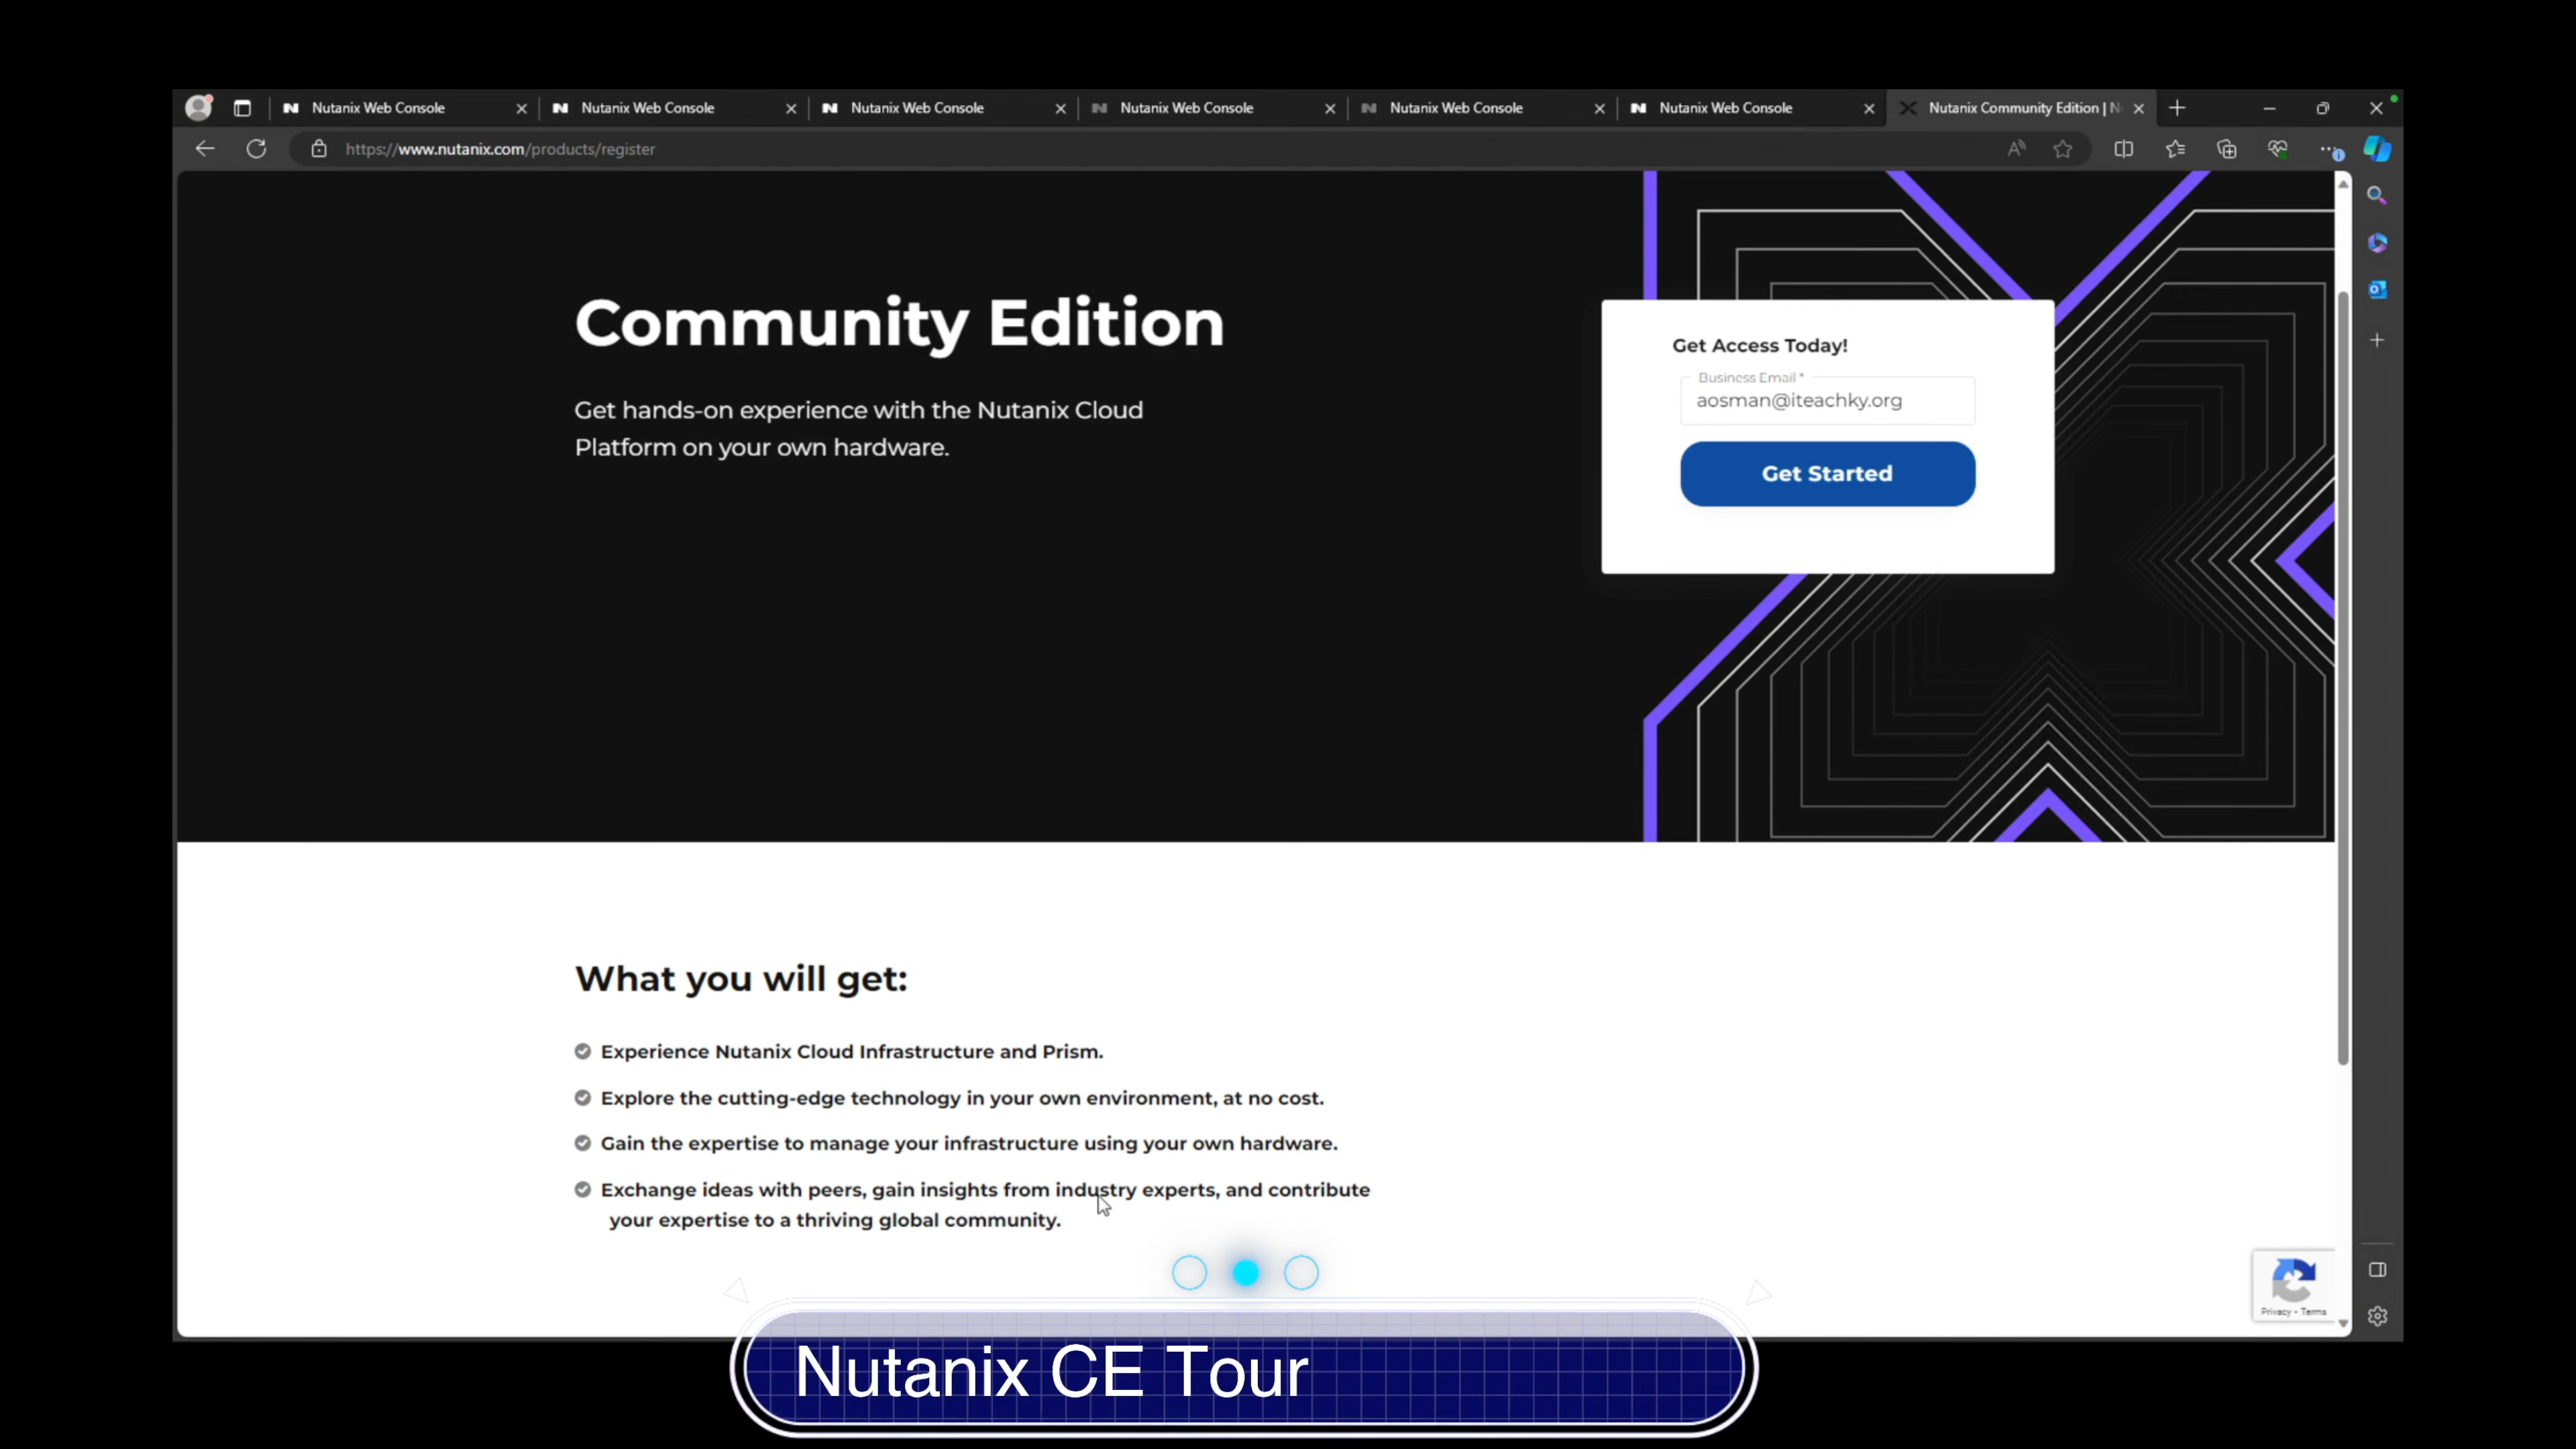 Nutanix Web Console
Nutanix Web Console
Nutanix Web Console
Nutanix Web Console
Nutanix Web Console
Nutanix Web Console
Nutanix Community Edition | N
https://www.nutanix.com/products/register
Community Edition
Get hands-on experience with the Nutanix Cloud
Platform on your own hardware.
Get Access Today!
Business Email *
aosman@iteachky.org
Get Started
What you will get:
Experience Nutanix Cloud Infrastructure and Prism.
Explore the cutting-edge technology in your own environment, at no cost.
Gain the expertise to manage your infrastructure using your own hardware.
Exchange ideas with peers, gain insights from industry experts, and contribute
your expertise to a thriving global community.
Privacy - Terms
Nutanix CE Tour